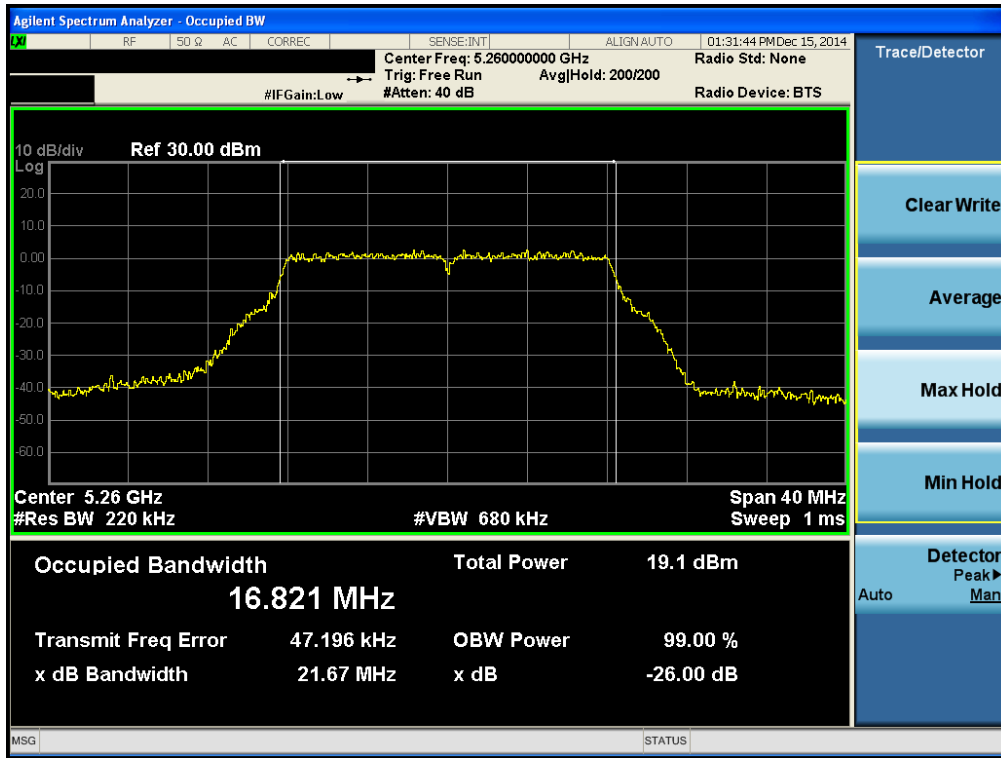 Agilent Spectrum Analyzer - Occupied BW
LXI RF 50 Ω AC CORREC SENSE:INT ALIGN AUTO 01:31:44 PM Dec 15, 2014
Center Freq: 5.260000000 GHz Radio Std: None
Trig: Free Run Avg|Hold: 200/200
#IFGain:Low #Atten: 40 dB Radio Device: BTS
Trace/Detector
10 dB/div Ref 30.00 dBm
Log
20.0
10.0
0.00
-10.0
-20.0
-30.0
-40.0
-50.0
-60.0
Center 5.26 GHz Span 40 MHz
#Res BW 220 kHz #VBW 680 kHz Sweep 1 ms
Occupied Bandwidth Total Power 19.1 dBm
16.821 MHz
Transmit Freq Error 47.196 kHz OBW Power 99.00 %
x dB Bandwidth 21.67 MHz x dB -26.00 dB
Clear Write
Average
Max Hold
Min Hold
Detector
Peak▶
Auto Man
MSG STATUS